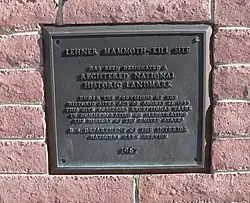 LEHNER MAMMOTH-KILL SITE
HAS BEEN DESIGNATED A
REGISTERED NATIONAL
HISTORIC LANDMARK
UNDER THE PROVISIONS OF THE
HISTORIC SITES ACT OF AUGUST 21, 1935
THIS SITE POSSESSES EXCEPTIONAL VALUE
IN COMMEMORATING OR ILLUSTRATING
THE HISTORY OF THE UNITED STATES
U.S. DEPARTMENT OF THE INTERIOR
NATIONAL PARK SERVICE
1967